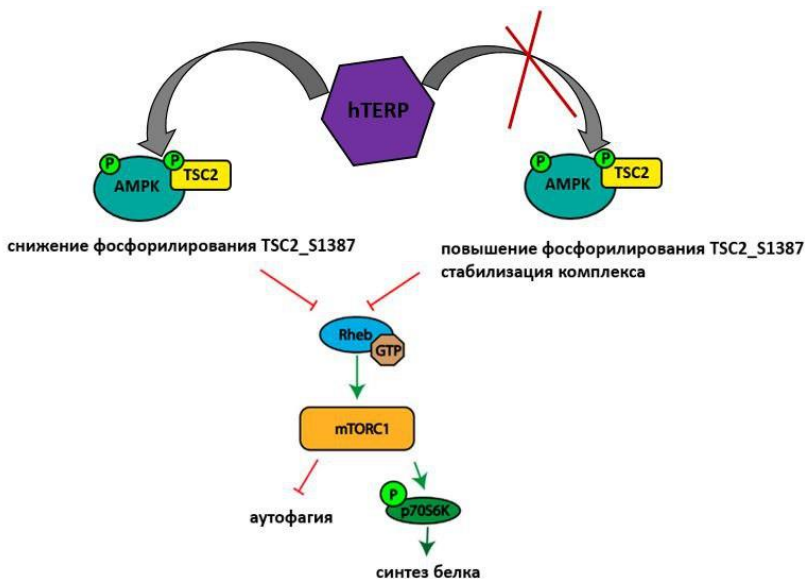 hTERP
P
P
AMPK
TSC2
P
P
AMPK
TSC2
снижение фосфорилирования TSC2_S1387
повышение фосфорилирования TSC2_S1387
стабилизация комплекса
Rheb
GTP
mTORC1
P
p70S6K
аутофагия
синтез белка